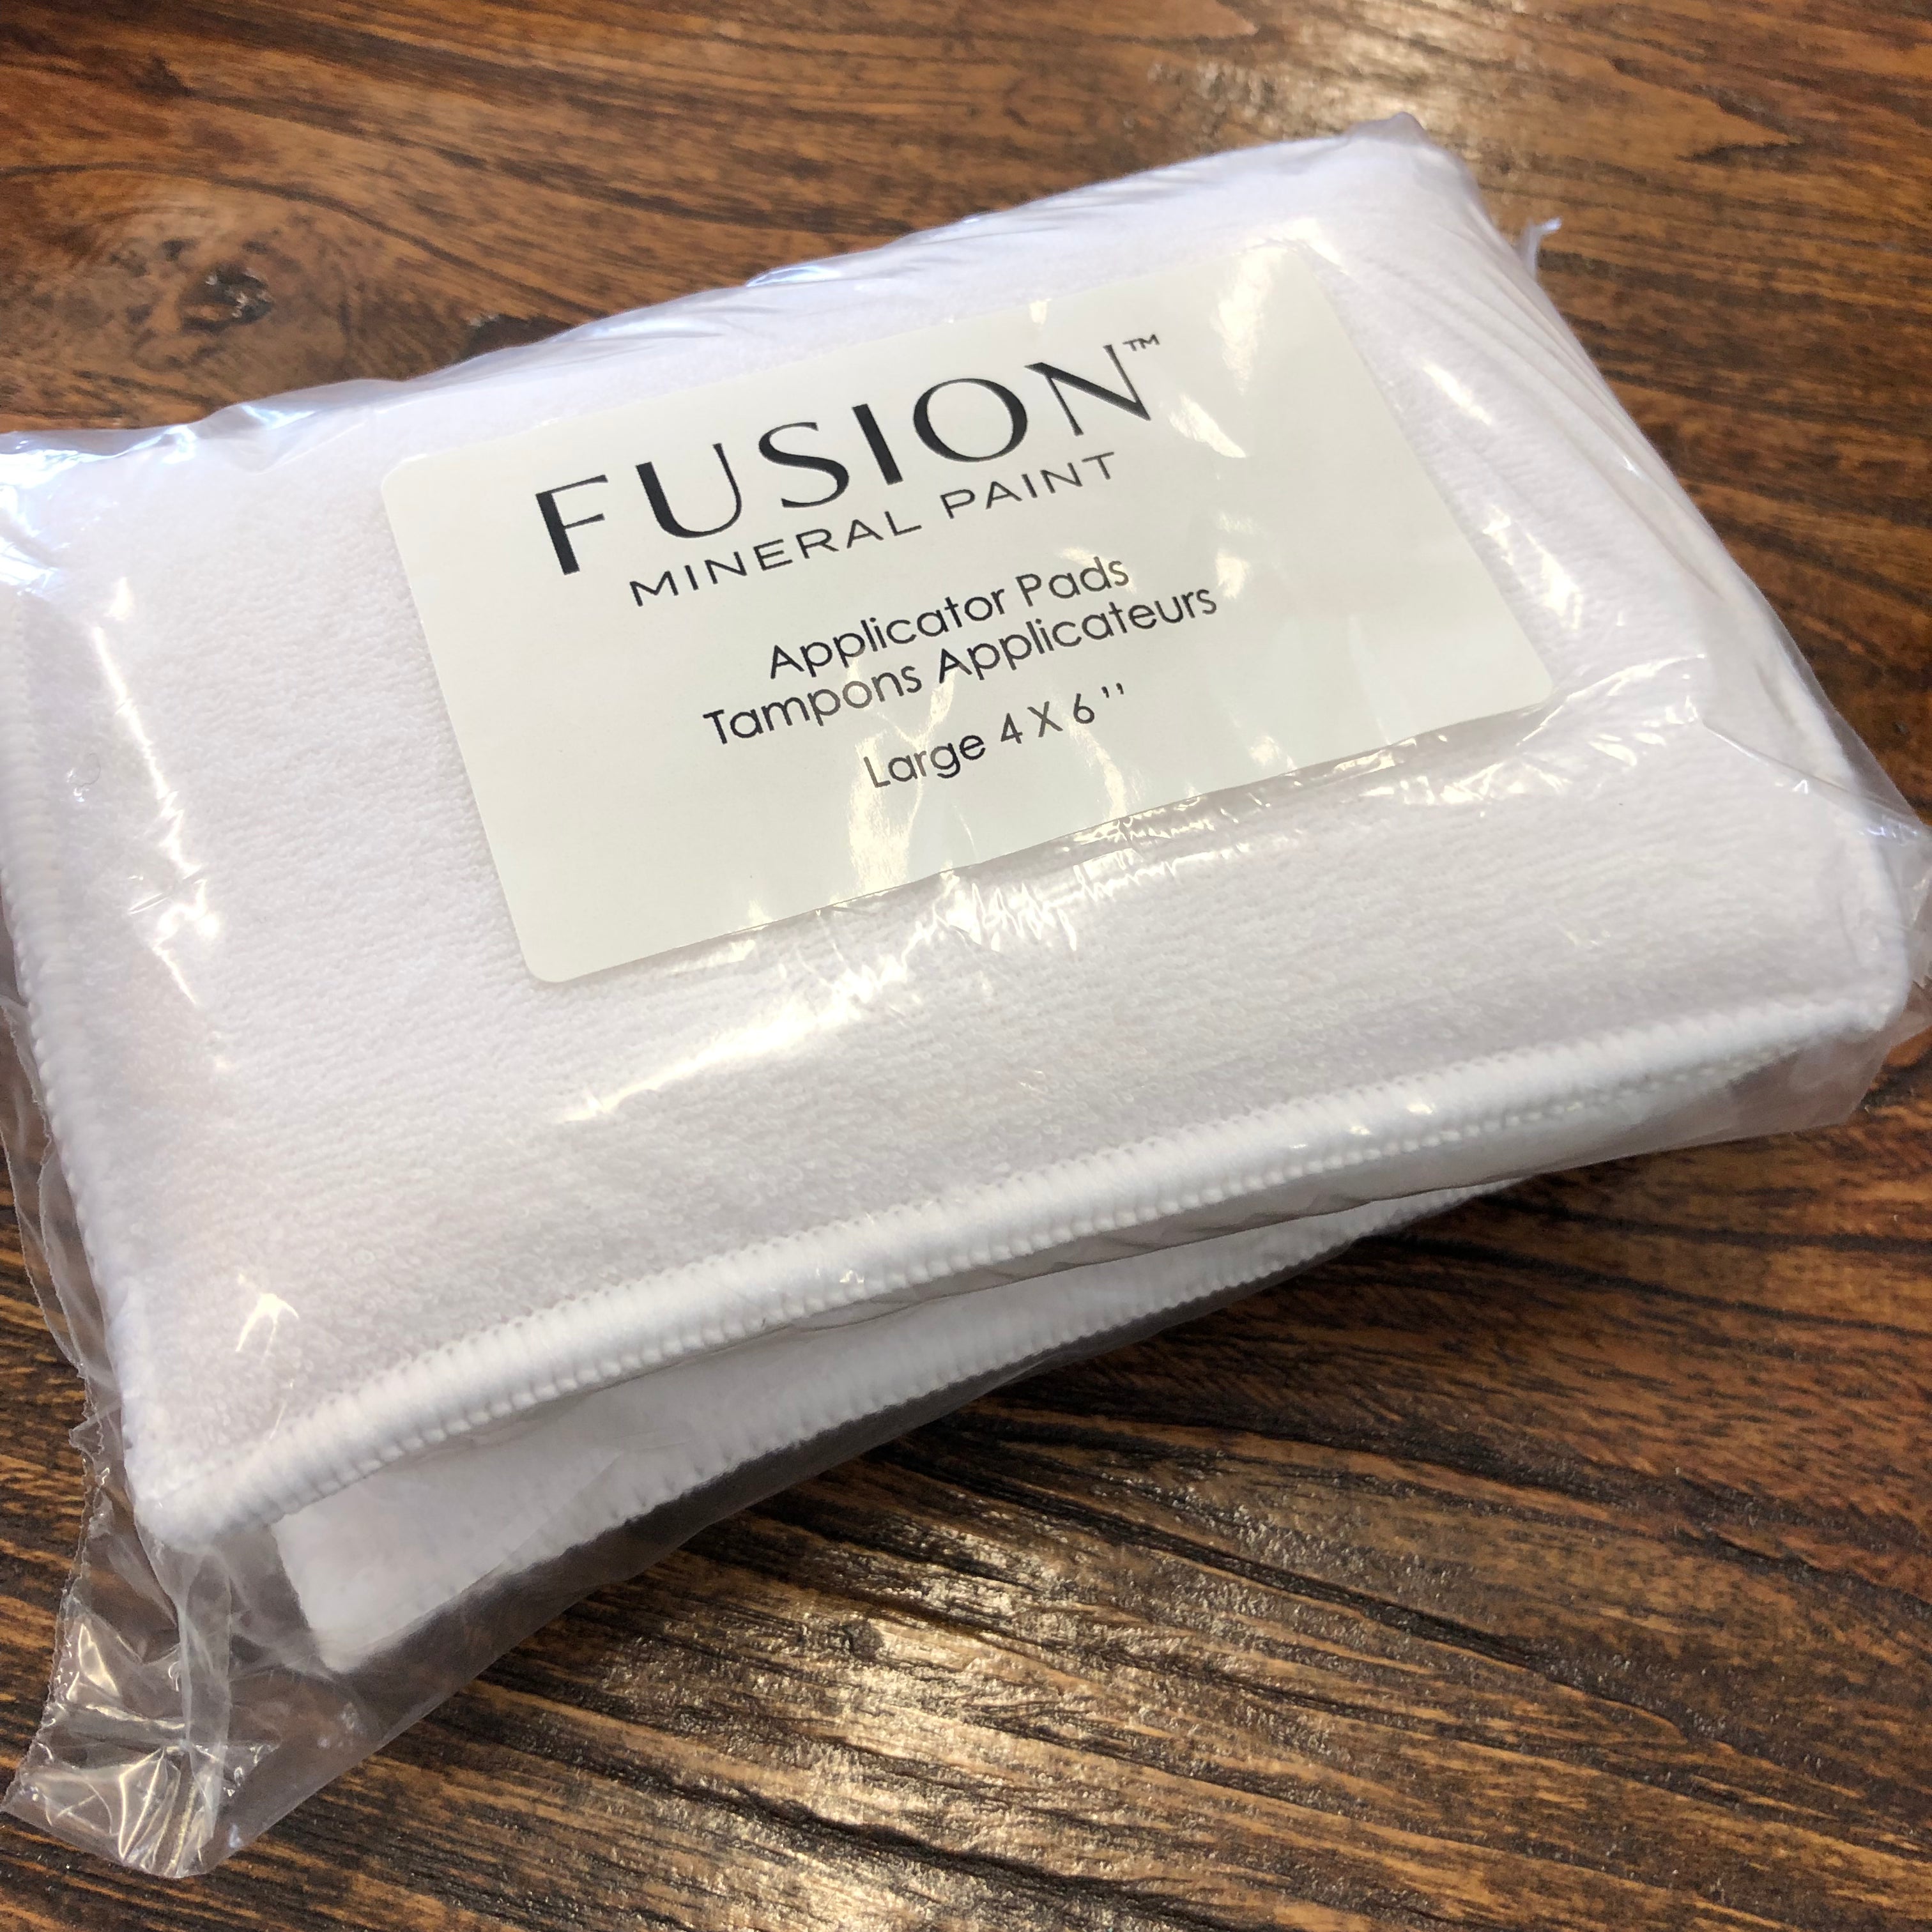 FUSION™
MINERAL PAINT
Applicator Pads
Tampons Applicateurs
Large 4 X 6''